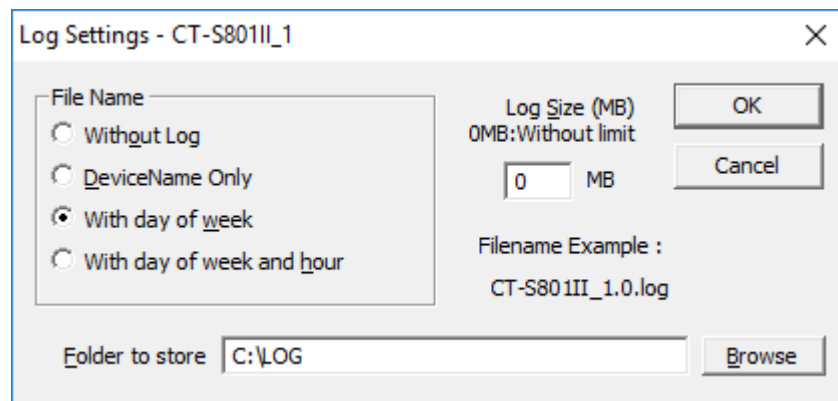 Log Settings - CT-S801II_1
File Name
Without Log
DeviceName Only
With day of week
With day of week and hour
Log Size (MB)
0MB:Without limit
0 MB
OK
Cancel
Filename Example :
CT-S801II_1.0.log
Folder to store C:\LOG Browse